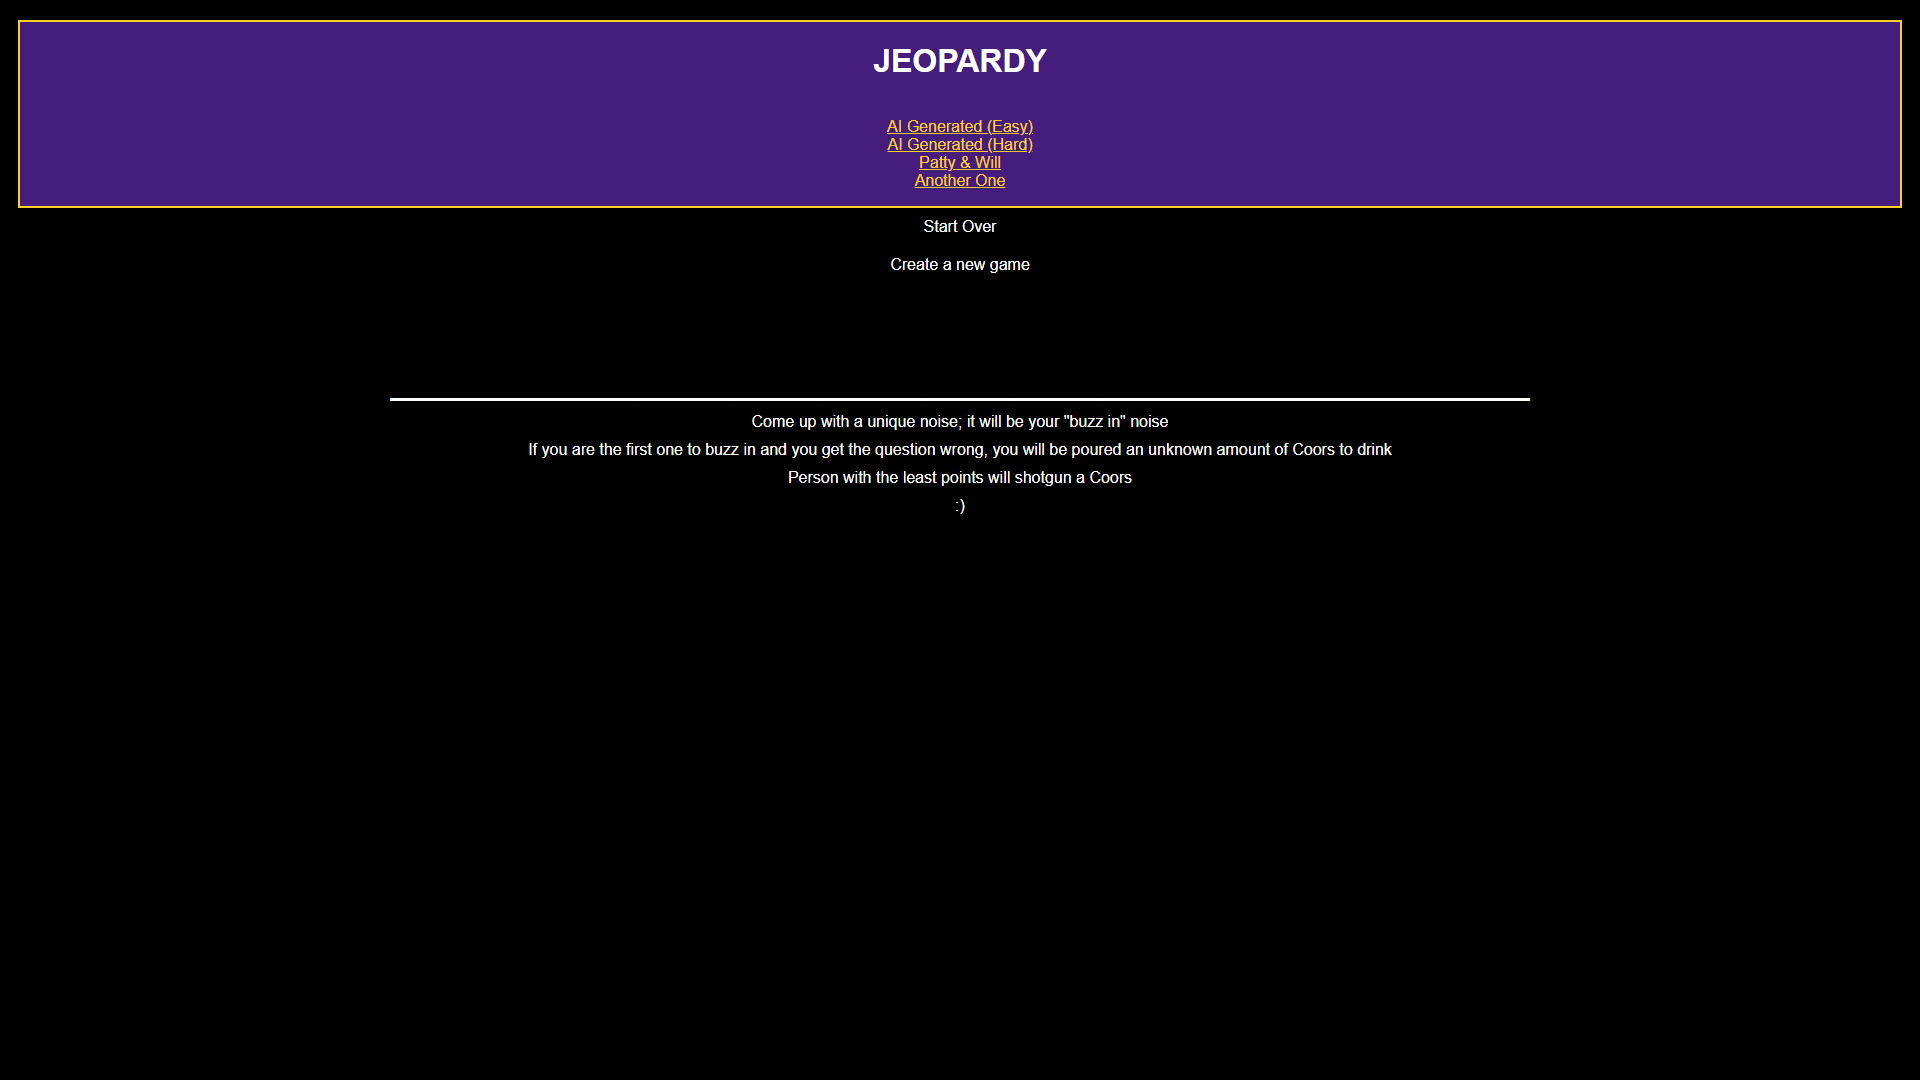 JEOPARDY
AI Generated (Easy)
AI Generated (Hard)
Patty & Will
Another One
Start Over
Create a new game
Come up with a unique noise; it will be your "buzz in" noise
If you are the first one to buzz in and you get the question wrong, you will be poured an unknown amount of Coors to drink
Person with the least points will shotgun a Coors
:)